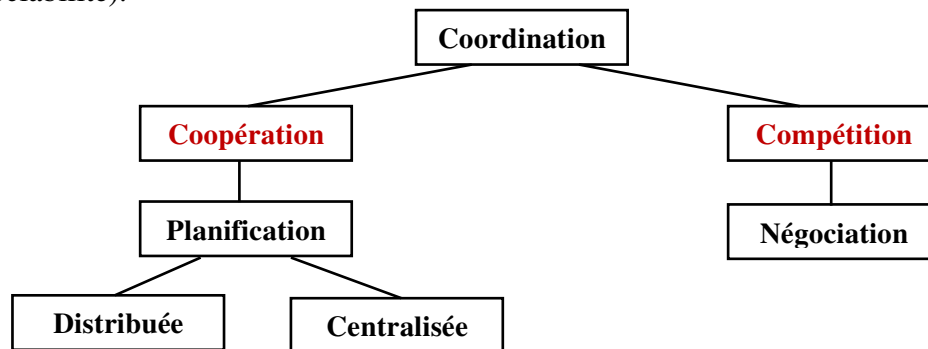 Coordination
Coopération Compétition
Planification Négociation
Distribuée Centralisée